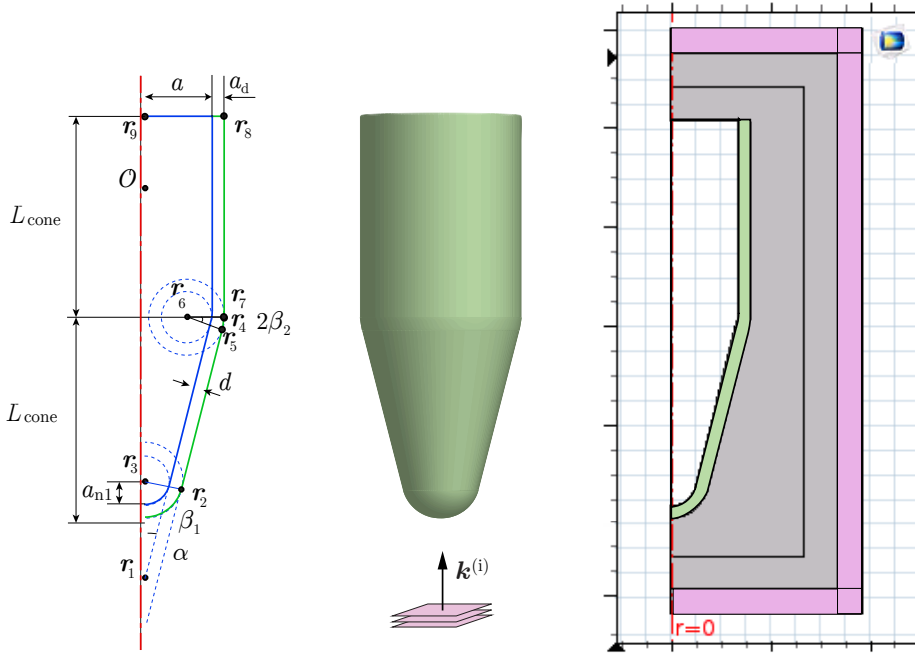 a
a_d
r_9
r_8
O
L_cone
r_6
r_7
r_4
2β_2
r_5
d
L_cone
r_3
a_n1
r_2
β_1
α
r_1
k^(i)
r=0